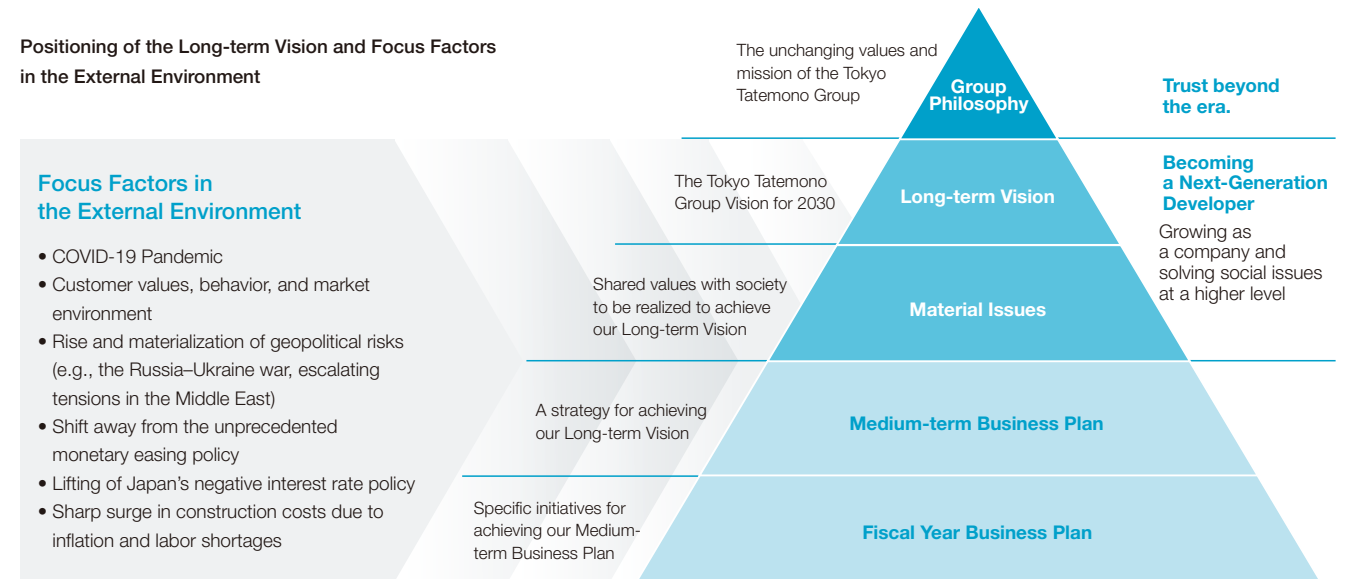 Positioning of the Long-term Vision and Focus Factors
in the External Environment
Focus Factors in
the External Environment
• COVID-19 Pandemic
• Customer values, behavior, and market
environment
• Rise and materialization of geopolitical risks
(e.g., the Russia–Ukraine war, escalating
tensions in the Middle East)
• Shift away from the unprecedented
monetary easing policy
• Lifting of Japan's negative interest rate policy
• Sharp surge in construction costs due to
inflation and labor shortages
The unchanging values and
mission of the Tokyo
Tatemono Group
Group
Philosophy
Trust beyond
the era.
The Tokyo Tatemono
Group Vision for 2030
Long-term Vision
Becoming
a Next-Generation
Developer
Growing as
a company and
solving social issues
at a higher level
Shared values with society
to be realized to achieve
our Long-term Vision
Material Issues
A strategy for achieving
our Long-term Vision
Medium-term Business Plan
Specific initiatives for
achieving our Medium-
term Business Plan
Fiscal Year Business Plan